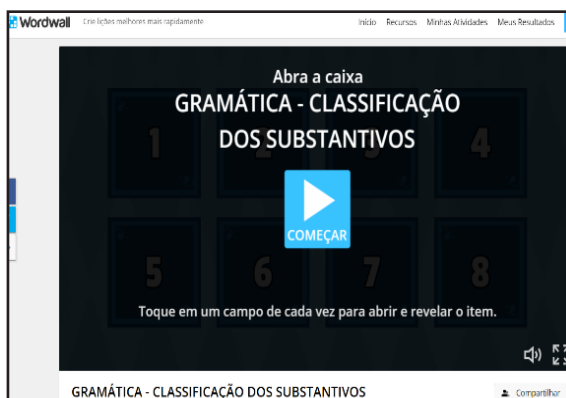 Wordwall Crie lições melhores mais rapidamente Início Recursos Minhas Atividades Meus Resultados
Abra a caixa
GRAMÁTICA - CLASSIFICAÇÃO
DOS SUBSTANTIVOS
1 2 3 4
COMEÇAR
5 6 7 8
Toque em um campo de cada vez para abrir e revelar o item.
GRAMÁTICA - CLASSIFICAÇÃO DOS SUBSTANTIVOS Compartilhar